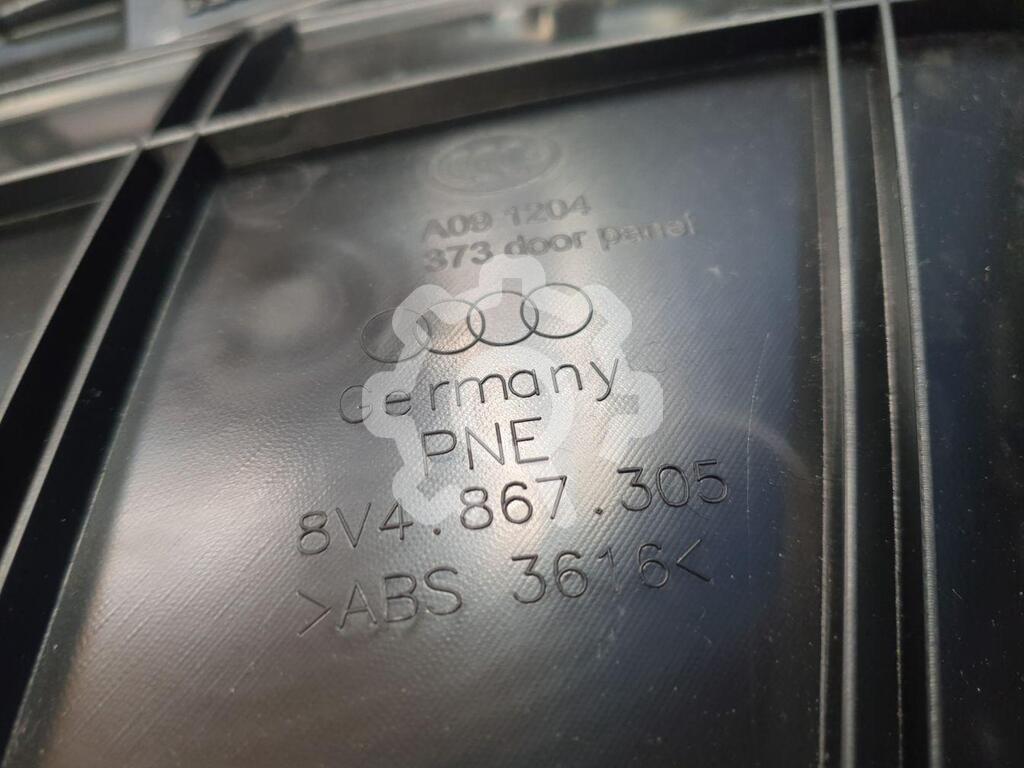 A09 1204
373 door panel
Germany
PNE
8V4.867.305
>ABS 3616<